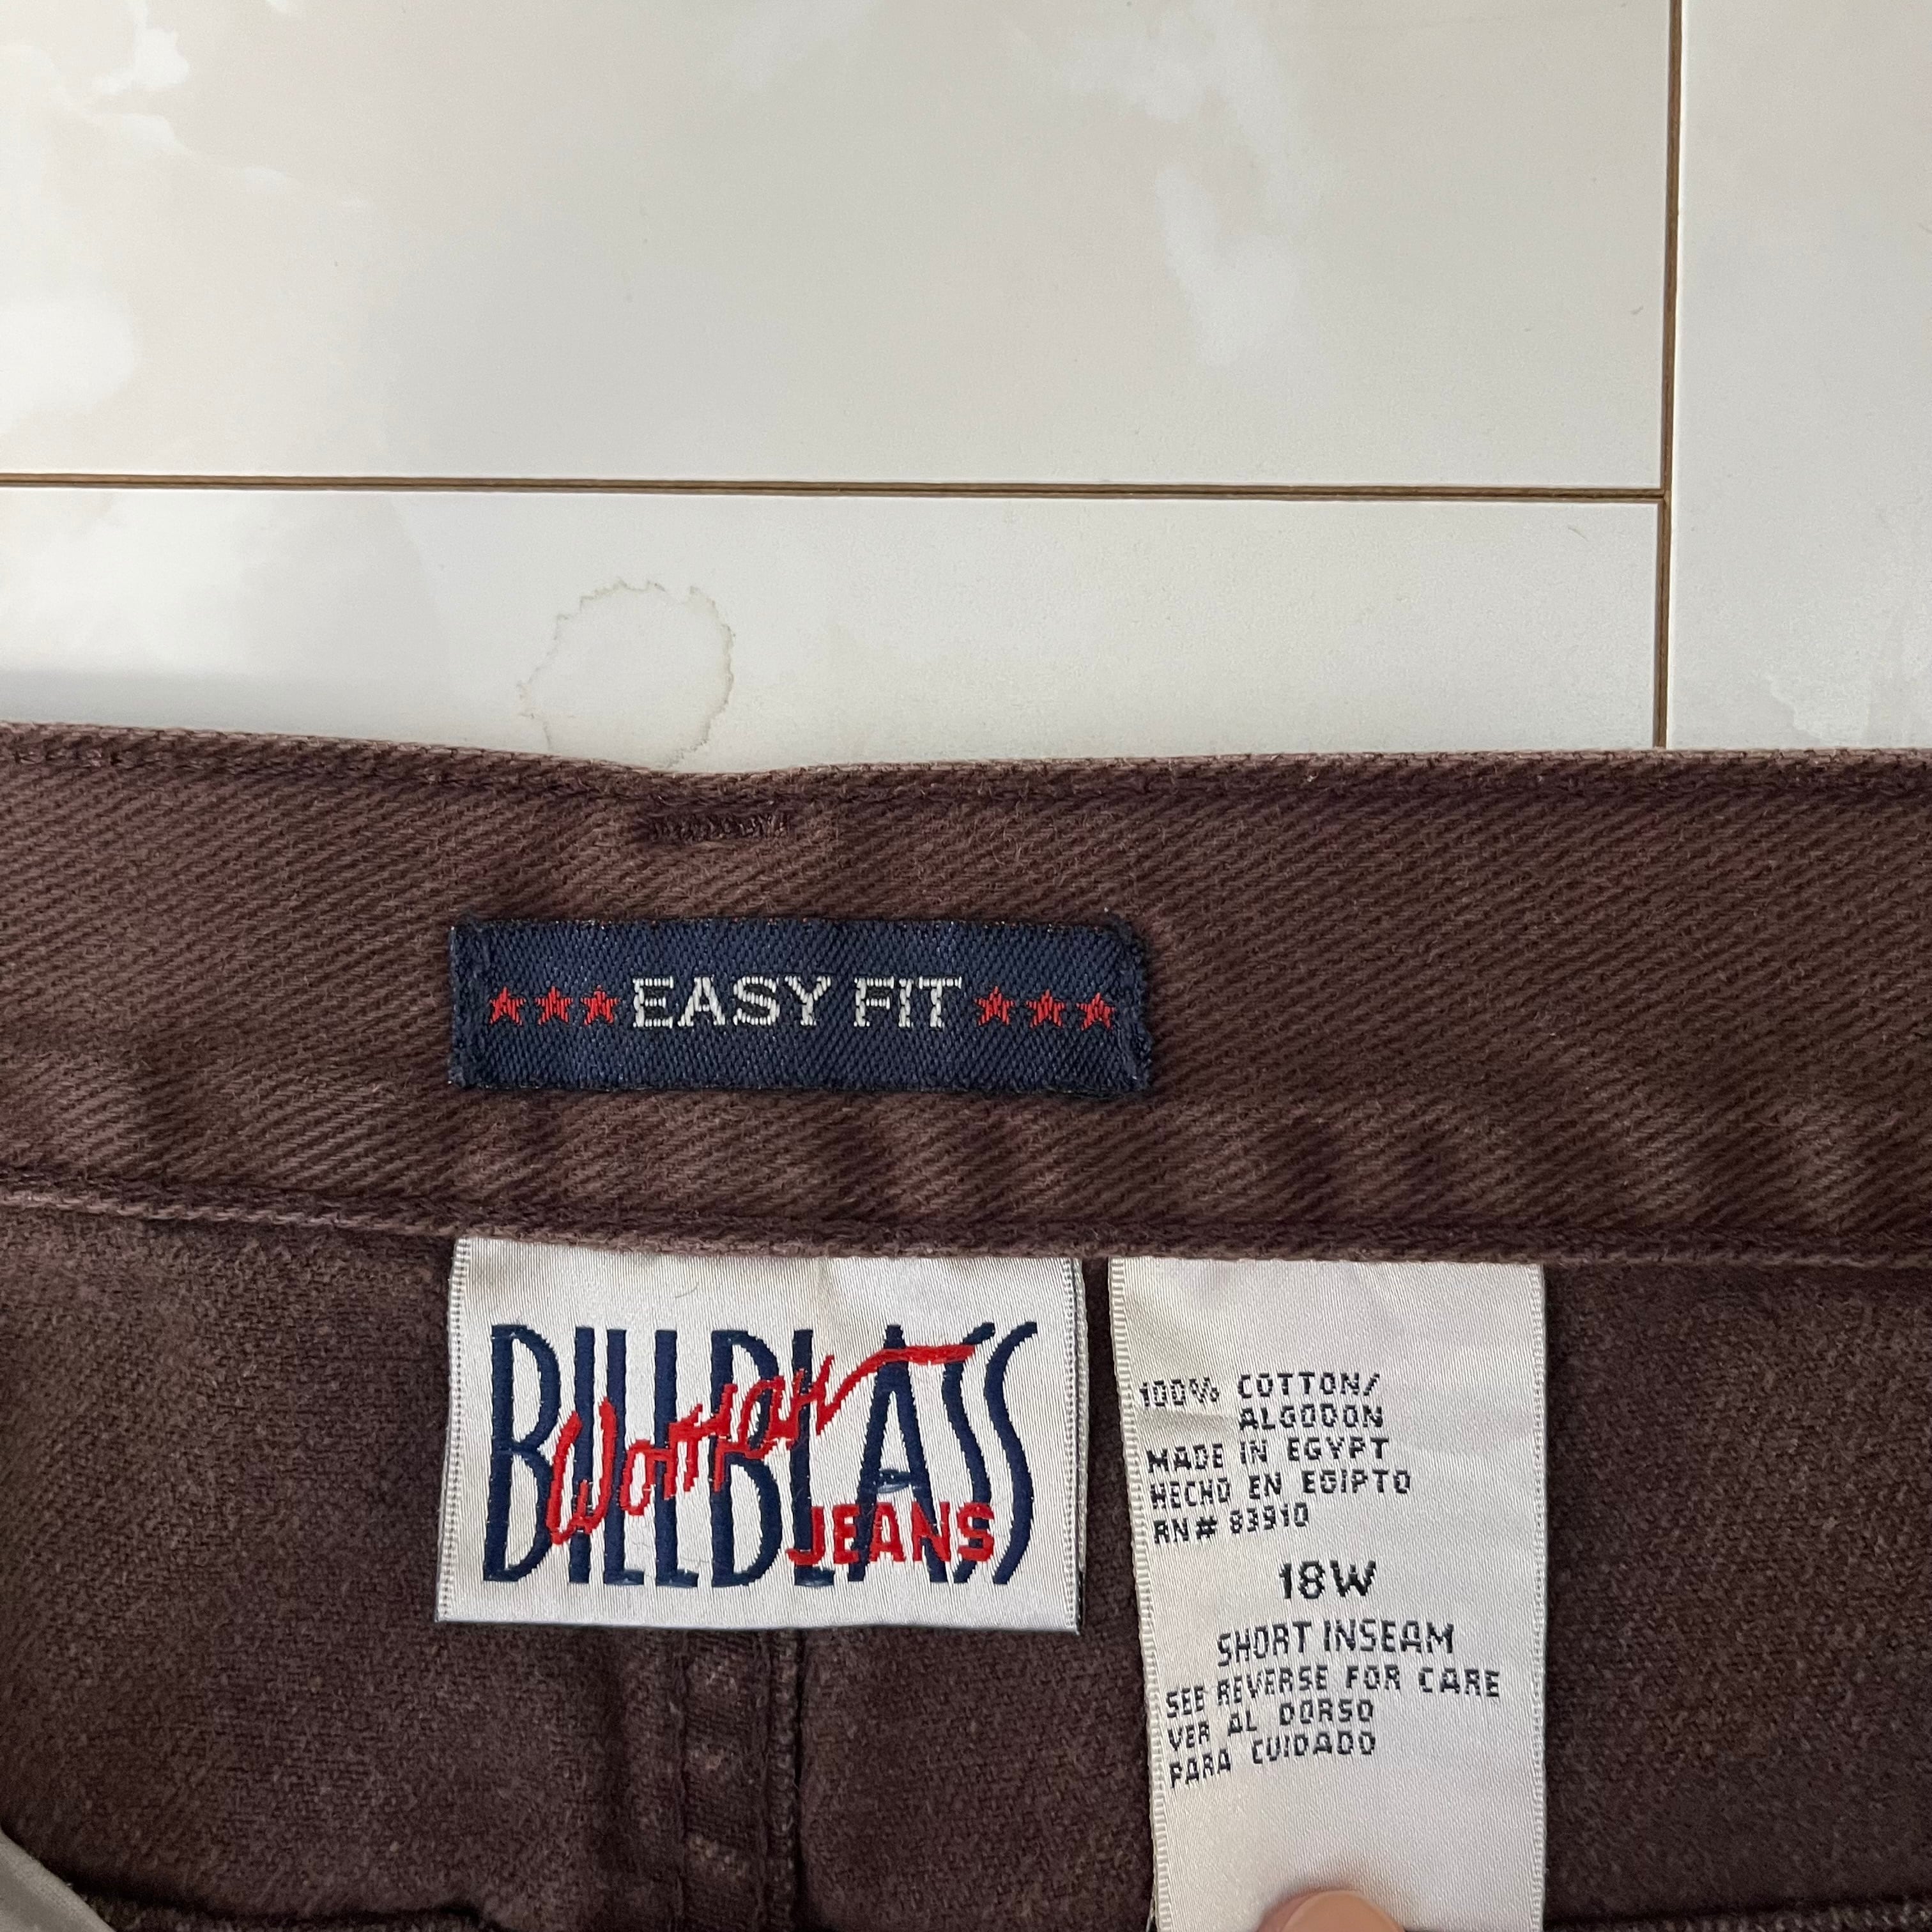 ★★★EASY FIT★★★
BILL BLASS
Woman
JEANS
100% COTTON/
ALGODON
MADE IN EGYPT
HECHO EN EGIPTO
RN# 83910
18W
SHORT INSEAM
SEE REVERSE FOR CARE
VER AL DORSO
PARA CUIDADO